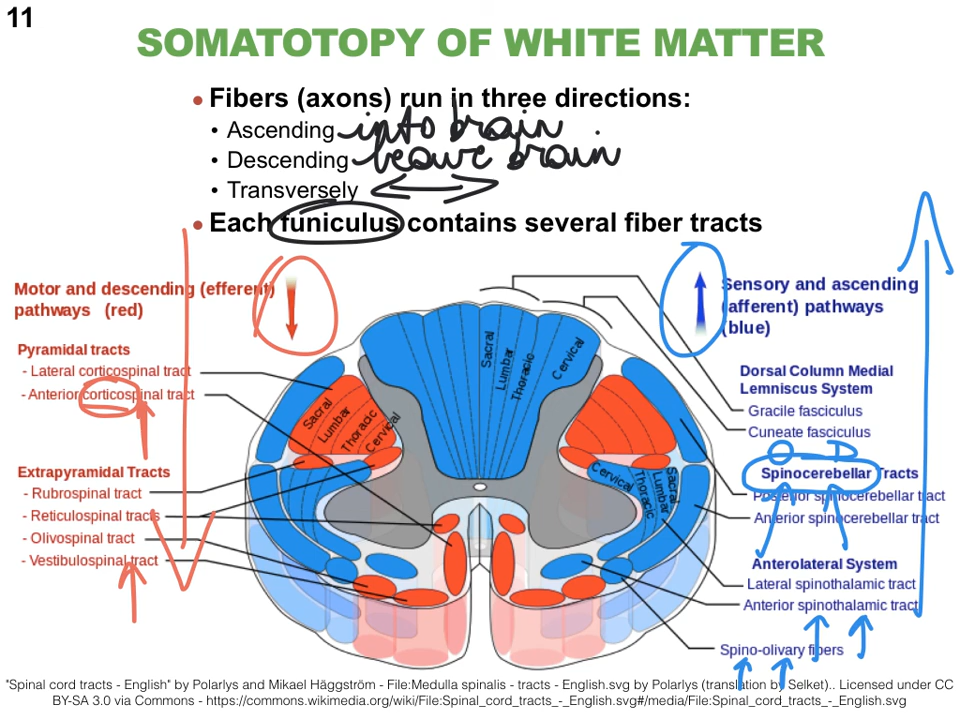 11
SOMATOTOPY OF WHITE MATTER
• Fibers (axons) run in three directions:
• Ascending into brain
• Descending leave brain
• Transversely
• Each funiculus contains several fiber tracts
Motor and descending (efferent)
pathways (red)
Pyramidal tracts
- Lateral corticospinal tract
- Anterior corticospinal tract
Extrapyramidal Tracts
- Rubrospinal tract
- Reticulospinal tracts
- Olivospinal tract
- Vestibulospinal tract
Sacral
Lumbar
Thoracic
Cervical
Sacral
Lumbar
Thoracic
Cervical
Cervical
Thoracic
Lumbar
Sacral
Sensory and ascending
(afferent) pathways
(blue)
Dorsal Column Medial
Lemniscus System
Gracile fasciculus
Cuneate fasciculus
O D
Spinocerebellar Tracts
Posterior spinocerebellar tract
Anterior spinocerebellar tract
Anterolateral System
Lateral spinothalamic tract
Anterior spinothalamic tract
Spino-olivary fibers
"Spinal cord tracts - English" by Polarlys and Mikael Häggström - File:Medulla spinalis - tracts - English.svg by Polarlys (translation by Selket).. Licensed under CC
BY-SA 3.0 via Commons - https://commons.wikimedia.org/wiki/File:Spinal_cord_tracts_-_English.svg#/media/File:Spinal_cord_tracts_-_English.svg